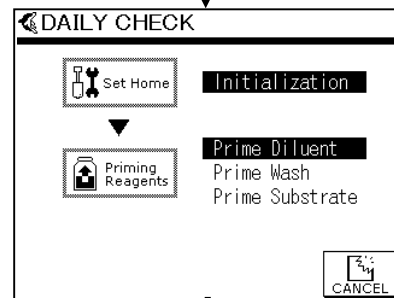 DAILY CHECK
Set Home
Initialization
Priming
Reagents
Prime Diluent
Prime Wash
Prime Substrate
CANCEL